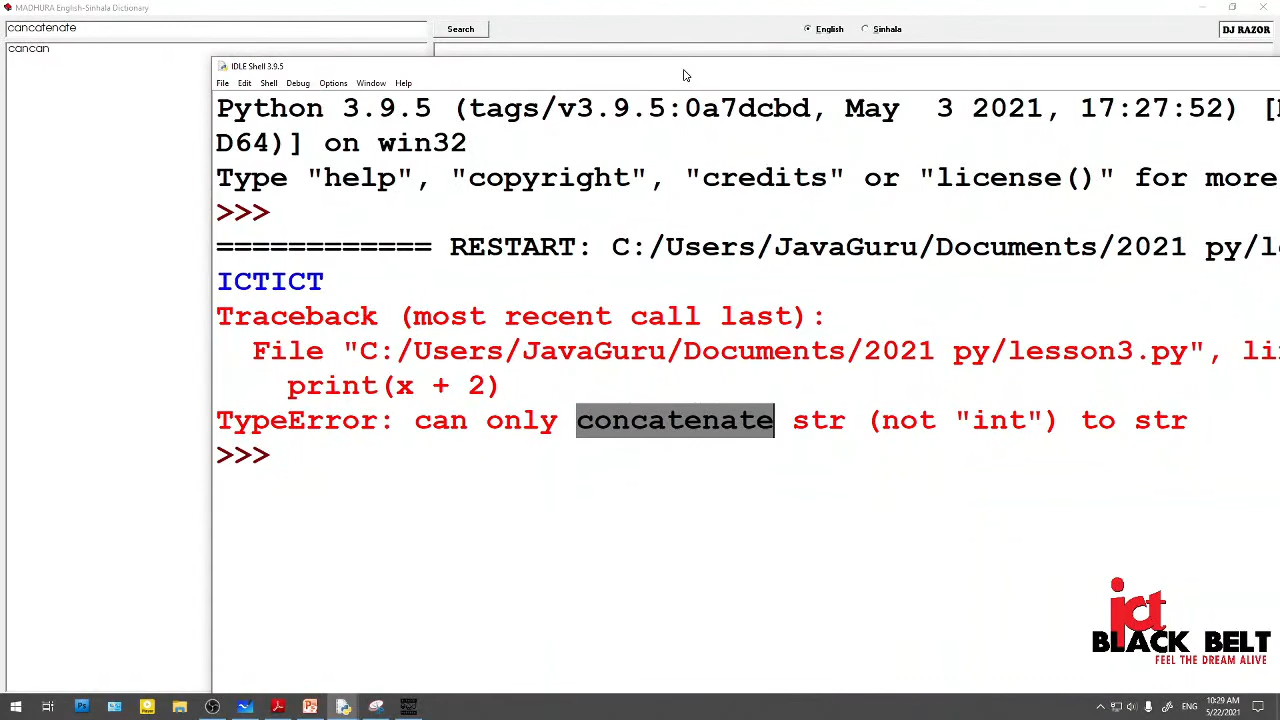 MADHURA English-Sinhala Dictionary
cancatenate
Search
English
Sinhala
DJ RAZOR
cancan
IDLE Shell 3.9.5
File Edit Shell Debug Options Window Help
Python 3.9.5 (tags/v3.9.5:0a7dcbd, May  3 2021, 17:27:52) [
D64)] on win32
Type "help", "copyright", "credits" or "license()" for more
>>>
============ RESTART: C:/Users/JavaGuru/Documents/2021 py/le
ICTICT
Traceback (most recent call last):
  File "C:/Users/JavaGuru/Documents/2021 py/lesson3.py", li
    print(x + 2)
TypeError: can only concatenate str (not "int") to str
>>>
ict
BLACK BELT
FEEL THE DREAM ALIVE
ENG
10:29 AM
5/22/2021